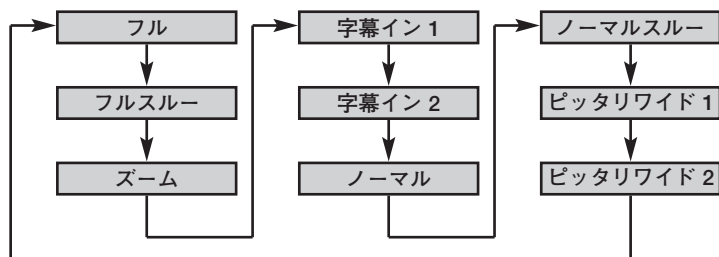 フル
フルスルー
ズーム
字幕イン 1
字幕イン 2
ノーマル
ノーマルスルー
ピッタリワイド 1
ピッタリワイド 2